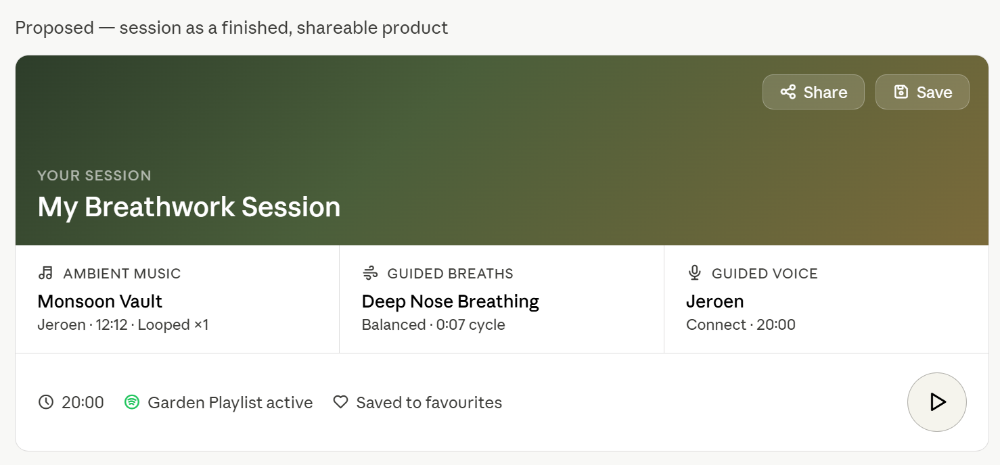 Proposed — session as a finished, shareable product
Share
Save
YOUR SESSION
My Breathwork Session
AMBIENT MUSIC
Monsoon Vault
Jeroen · 12:12 · Looped ×1
GUIDED BREATHS
Deep Nose Breathing
Balanced · 0:07 cycle
GUIDED VOICE
Jeroen
Connect · 20:00
20:00
Garden Playlist active
Saved to favourites